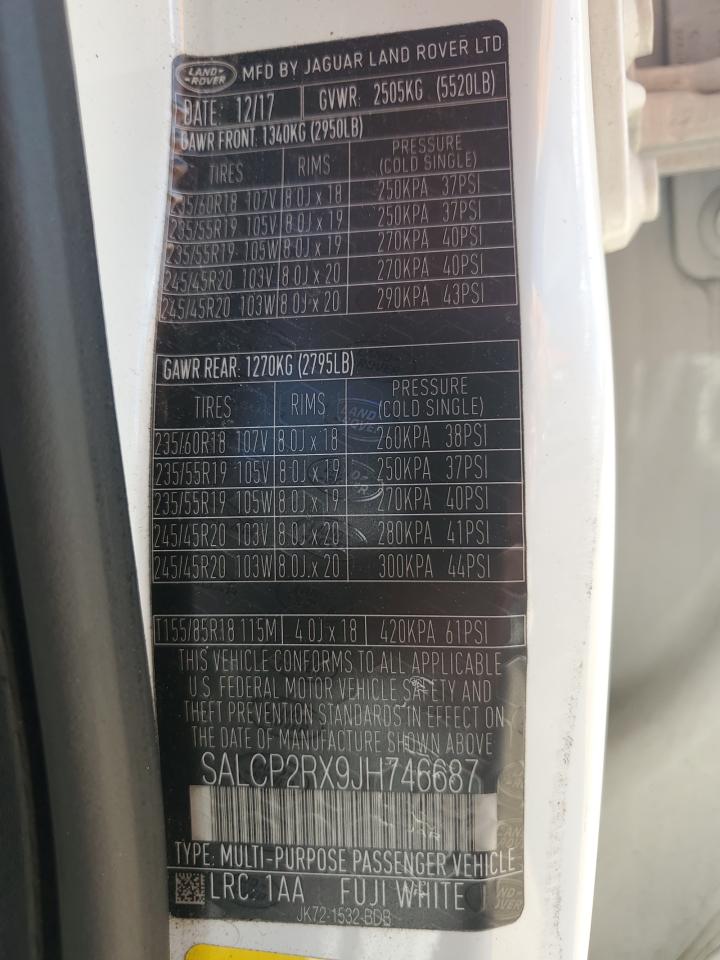 LAND ROVER MFD BY JAGUAR LAND ROVER LTD
DATE: 12/17 GVWR: 2505KG (5520LB)
GAWR FRONT: 1340KG (2950LB)
TIRES RIMS PRESSURE (COLD SINGLE)
235/60R18 107V 8.0J x 18 250KPA 37PSI
235/55R19 105V 8.0J x 19 250KPA 37PSI
235/55R19 105W 8.0J x 19 270KPA 40PSI
245/45R20 103V 8.0J x 20 270KPA 40PSI
245/45R20 103W 8.0J x 20 290KPA 43PSI
GAWR REAR: 1270KG (2795LB)
TIRES RIMS PRESSURE (COLD SINGLE)
235/60R18 107V 8.0J x 18 260KPA 38PSI
235/55R19 105V 8.0J x 19 250KPA 37PSI
235/55R19 105W 8.0J x 19 270KPA 40PSI
245/45R20 103V 8.0J x 20 280KPA 41PSI
245/45R20 103W 8.0J x 20 300KPA 44PSI
T155/85R18 115M 4.0J x 18 420KPA 61PSI
THIS VEHICLE CONFORMS TO ALL APPLICABLE
U.S. FEDERAL MOTOR VEHICLE SAFETY AND
THEFT PREVENTION STANDARDS IN EFFECT ON
THE DATE OF MANUFACTURE SHOWN ABOVE
SALCP2RX9JH746687
TYPE: MULTI-PURPOSE PASSENGER VEHICLE
LRC: 1AA FUJI WHITE
JK72-1532-BDB